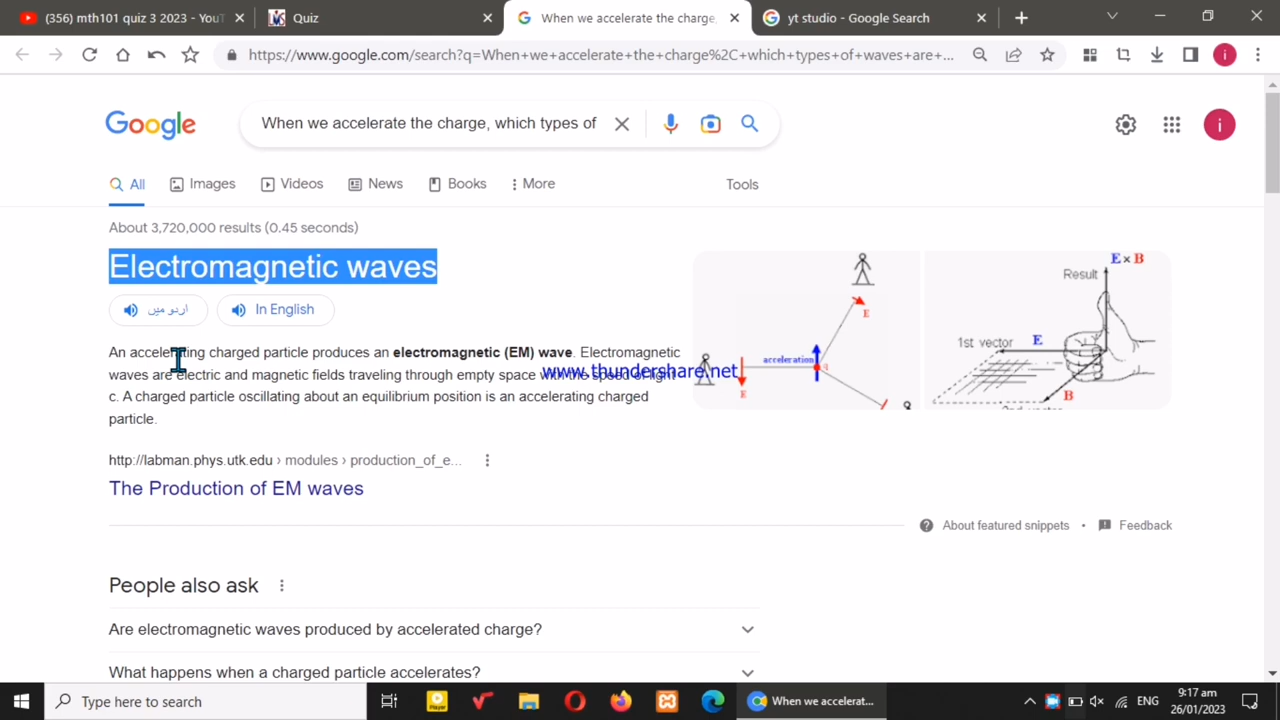 (356) mth101 quiz 3 2023 - YouT
Quiz
When we accelerate the charge,
yt studio - Google Search
https://www.google.com/search?q=When+we+accelerate+the+charge%2C+which+types+of+waves+are+...
Google
When we accelerate the charge, which types of
i
All
Images
Videos
News
Books
More
Tools
About 3,720,000 results (0.45 seconds)
Electromagnetic waves
اردو میں
In English
An accelerating charged particle produces an electromagnetic (EM) wave. Electromagnetic
waves are electric and magnetic fields traveling through empty space with the speed of light
c. A charged particle oscillating about an equilibrium position is an accelerating charged
particle.
www.thundershare.net
acceleration
E
E
E x B
Result
1st vector
E
B
http://labman.phys.utk.edu › modules › production_of_e...
The Production of EM waves
About featured snippets
Feedback
People also ask
Are electromagnetic waves produced by accelerated charge?
What happens when a charged particle accelerates?
Type here to search
Player
When we accelerat...
ENG
9:17 am
26/01/2023